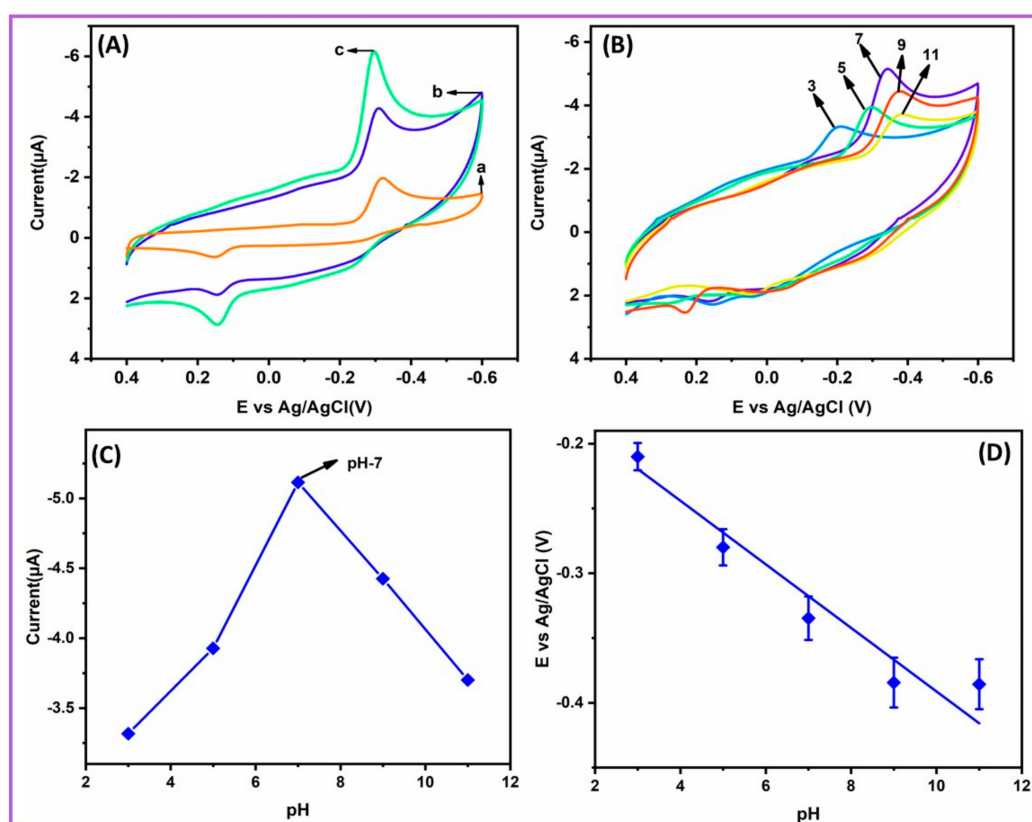 (A)
c
b
a
-6
-4
-2
0
2
4
0.4 0.2 0.0 -0.2 -0.4 -0.6
Current(µA)
E vs Ag/AgCl(V)
(B)
3
5
7
9
11
-6
-4
-2
0
2
4
0.4 0.2 0.0 -0.2 -0.4 -0.6
Current(µA)
E vs Ag/AgCl (V)
(C)
pH-7
-5.0
-4.5
-4.0
-3.5
2 4 6 8 10 12
Current(µA)
pH
(D)
-0.2
-0.3
-0.4
2 4 6 8 10 12
E vs Ag/AgCl (V)
pH